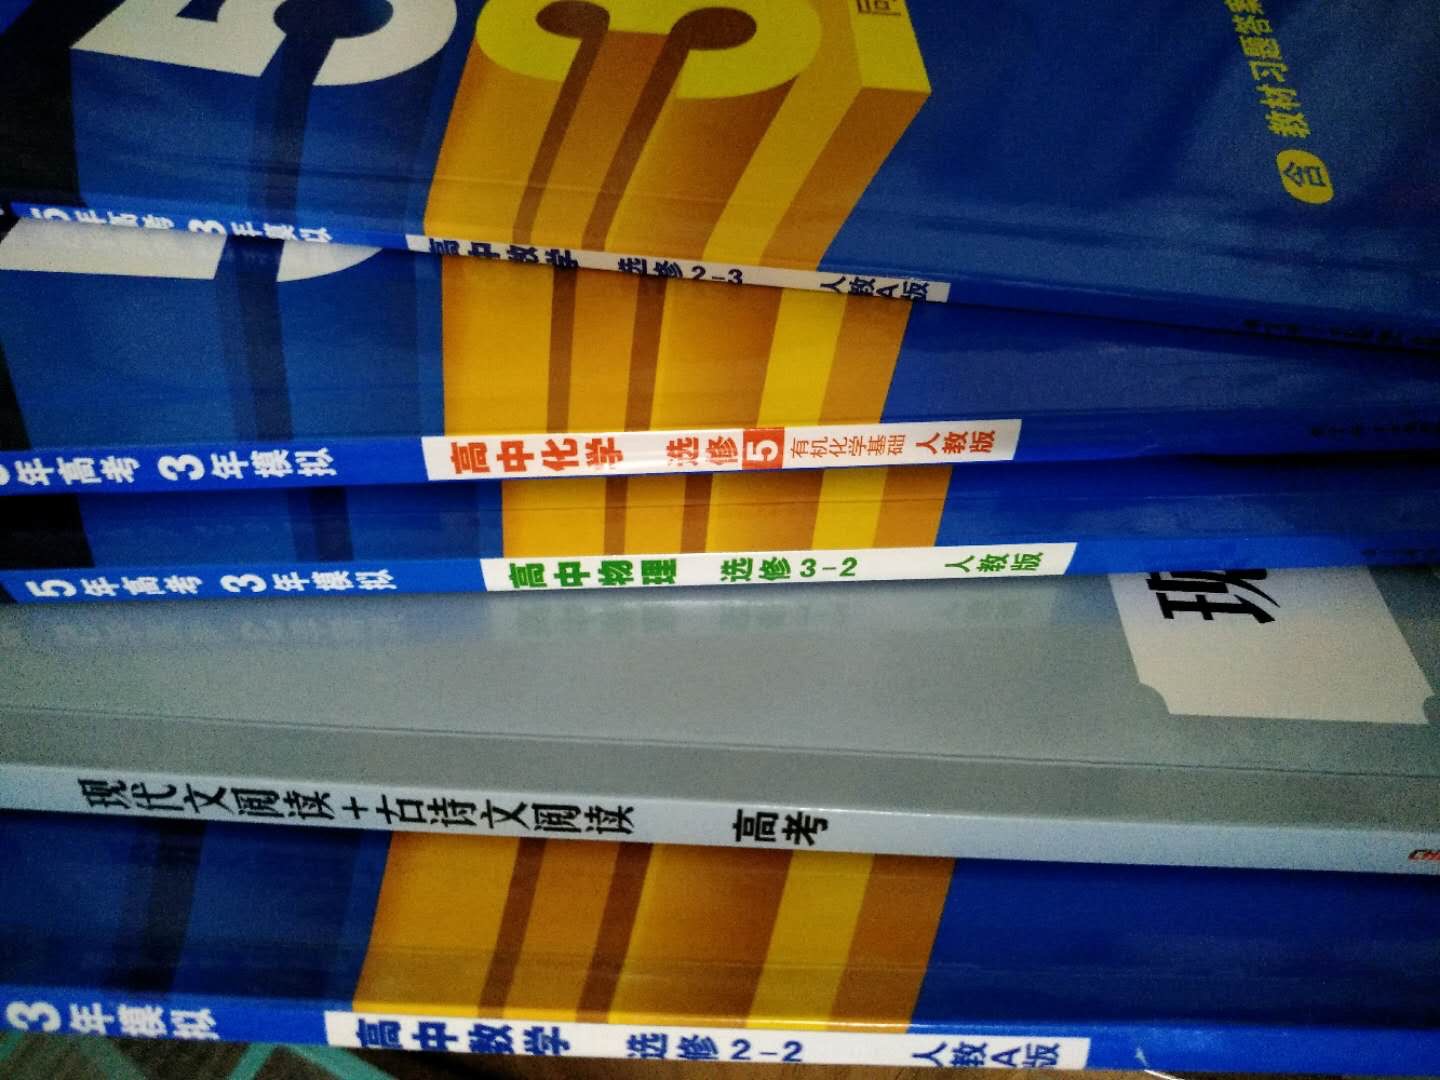 53
含 教材习题答案
5年高考 3年模拟 高中数学 选修2-3 人教A版
年高考 3年模拟 高中化学 选修5 有机化学基础 人教版
5年高考 3年模拟 高中物理 选修3-2 人教版
现
现代文阅读+古诗文阅读 高考
3年模拟 高中数学 选修2-2 人教A版